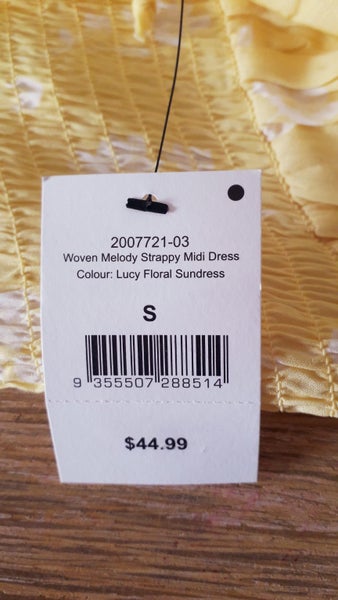 2007721-03
Woven Melody Strappy Midi Dress
Colour: Lucy Floral Sundress
S
9 355507 288514
$44.99